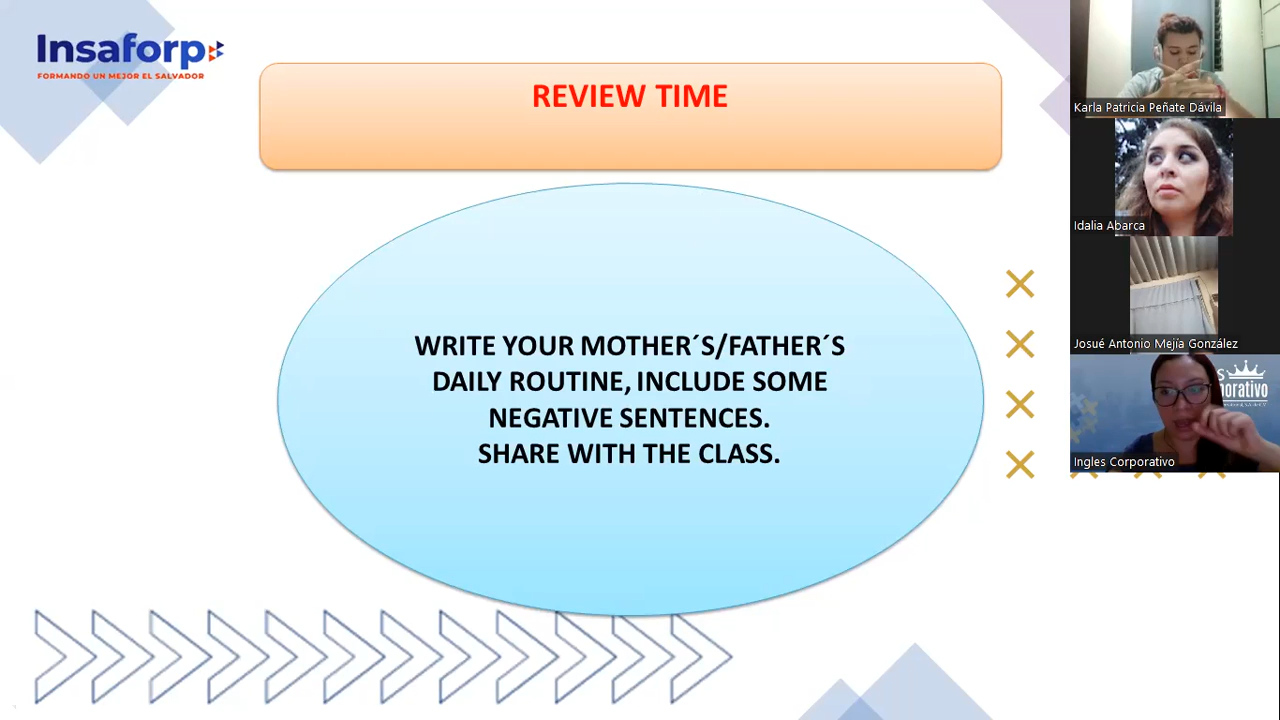 Insaforp
FORMANDO UN MEJOR EL SALVADOR
REVIEW TIME
WRITE YOUR MOTHER´S/FATHER´S
DAILY ROUTINE, INCLUDE SOME
NEGATIVE SENTENCES.
SHARE WITH THE CLASS.
Karla Patricia Peñate Dávila
Idalia Abarca
Josué Antonio Mejía González
Ingles Corporativo